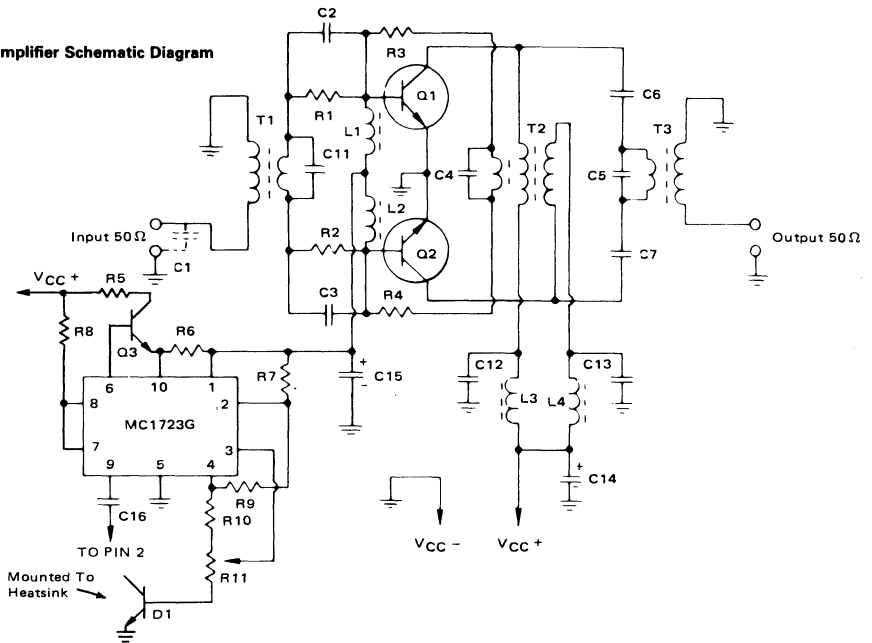 mplifier Schematic Diagram
C2
R3
Q1
C6
T1
R1
L1
T2
T3
C11
C4
C5
L2
R2
Input 50Ω
C1
Q2
Output 50Ω
C7
VCC +
R5
C3
R4
R8
Q3
R6
C12
C13
R7
+
C15
-
6
10
1
8
2
L3
L4
MC1723G
7
3
9
5
4
+
C14
-
R9
C16
R10
TO PIN 2
VCC -
VCC +
Mounted To
Heatsink
R11
D1